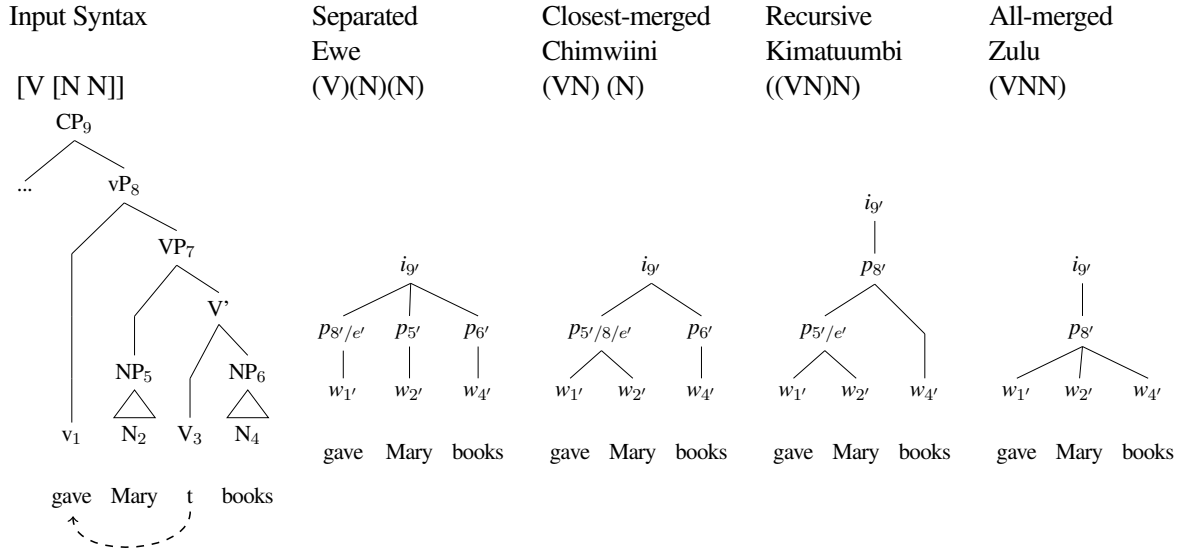 Input Syntax Separated Closest-merged Recursive All-merged
Ewe Chimwiini Kimatuumbi Zulu
[V [N N]] (V)(N)(N) (VN) (N) ((VN)N) (VNN)
CP9
... vP8
i9′
VP7
i9′ i9′ p8′ i9′
V'
p8′/e′ p5′ p6′ p5′/8/e′ p6′ p5′/e′ p8′
NP5 NP6
w1′ w2′ w4′ w1′ w2′ w4′ w1′ w2′ w4′ w1′ w2′ w4′
v1 N2 V3 N4
gave Mary books gave Mary books gave Mary books gave Mary books
gave Mary t books